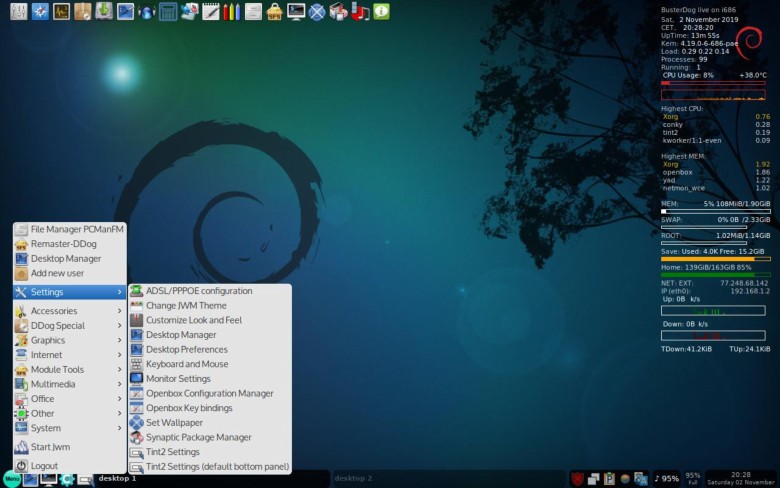 BusterDog live on i686
Sat, 2 November 2019
CET, 20:28:20
UpTime: 13m 55s
Kern: 4.19.0-6-686-pae
Load: 0.29 0.22 0.14
Processes: 99
Running: 1
CPU Usage: 8% +38.0°C
Highest CPU:
Xorg 0.76
conky 0.28
tint2 0.19
kworker/1:1-even 0.09
Highest MEM:
Xorg 1.92
openbox 1.86
yad 1.22
netmon_wce 1.02
MEM: 5% 108MiB/1.90GiB
SWAP: 0% 0B /2.33GiB
ROOT: 1.02MiB/1.14GiB
Save: Used: 4.0K Free: 15.2GiB
Home: 139GiB/163GiB 85%
NET: EXT: 77.248.68.142
IP (eth0): 192.168.1.2
Up: 0B k/s
Down: 0B k/s
TDown:41.2KiB TUp:24.1KiB
File Manager PCManFM
Remaster-DDog
Desktop Manager
Add new user
Settings
Accessories
DDog Special
Graphics
Internet
Module Tools
Multimedia
Office
Other
System
Start Jwm
Logout
ADSL/PPPOE configuration
Change JWM Theme
Customize Look and Feel
Desktop Manager
Desktop Preferences
Keyboard and Mouse
Monitor Settings
Openbox Configuration Manager
Openbox Key bindings
Set Wallpaper
Synaptic Package Manager
Tint2 Settings
Tint2 Settings (default bottom panel)
Menu
desktop 1
desktop 2
95%
95%
Full
20:28
Saturday 02 November